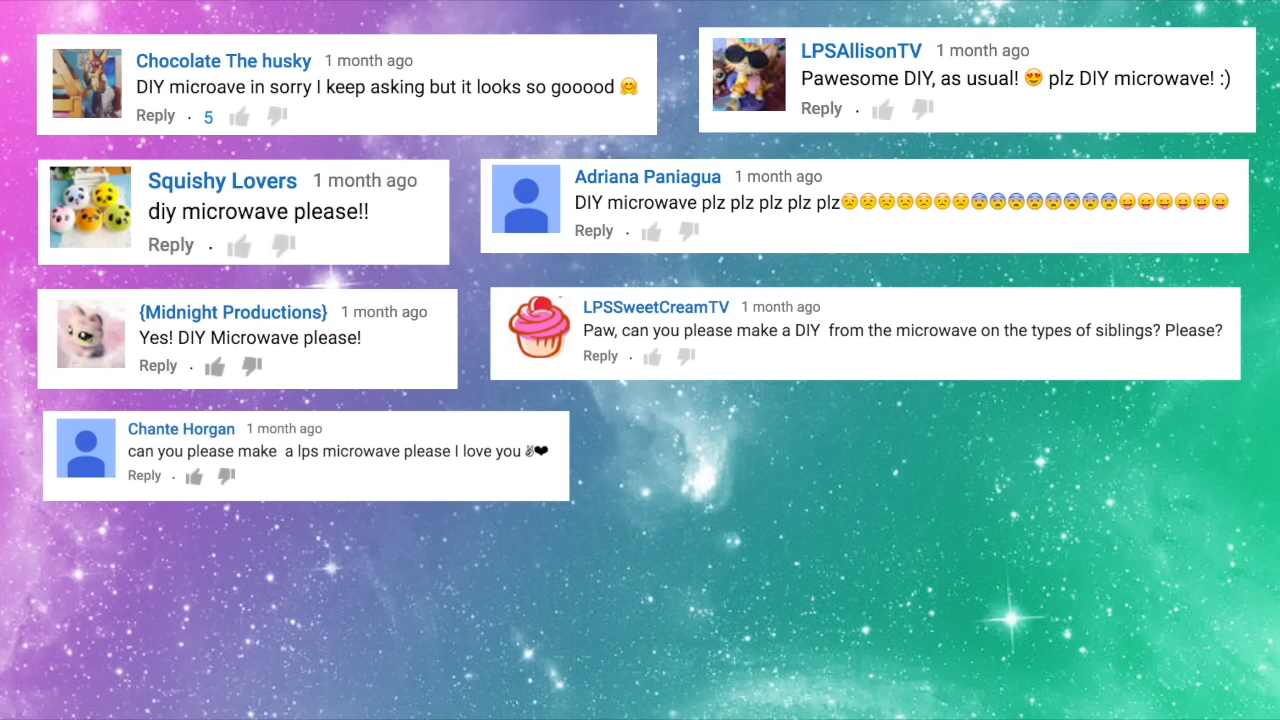 Chocolate The husky 1 month ago
DIY microave in sorry I keep asking but it looks so gooood 🤗
Reply · 5
LPSAllisonTV 1 month ago
Pawesome DIY, as usual! 😍 plz DIY microwave! :)
Reply ·
Squishy Lovers 1 month ago
diy microwave please!!
Reply ·
Adriana Paniagua 1 month ago
DIY microwave plz plz plz plz plz😟😟😟😟😟😟😟😨😨😨😨😨😨😨😨😛😛😛😛😛😛
Reply ·
{Midnight Productions} 1 month ago
Yes! DIY Microwave please!
Reply ·
LPSSweetCreamTV 1 month ago
Paw, can you please make a DIY  from the microwave on the types of siblings? Please?
Reply ·
Chante Horgan 1 month ago
can you please make  a lps microwave please I love you ✌❤
Reply ·